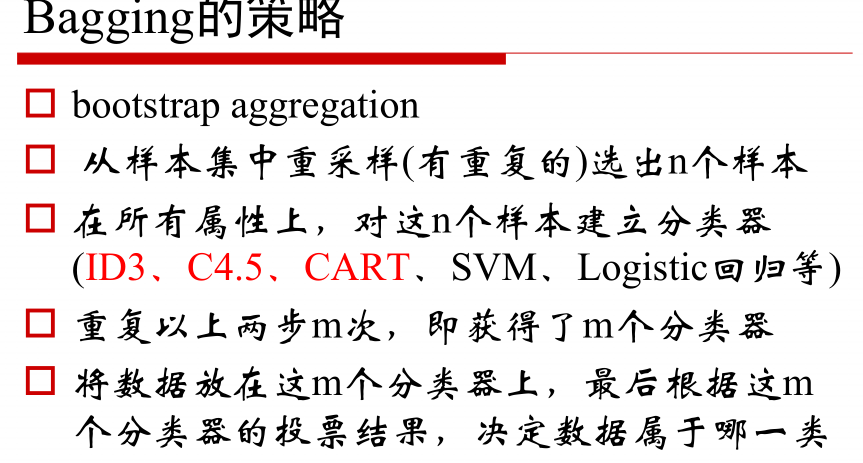 Bagging的策略
bootstrap aggregation
从样本集中重采样(有重复的)选出n个样本
在所有属性上，对这n个样本建立分类器
(ID3、C4.5、CART、SVM、Logistic回归等)
重复以上两步m次，即获得了m个分类器
将数据放在这m个分类器上，最后根据这m
个分类器的投票结果，决定数据属于哪一类